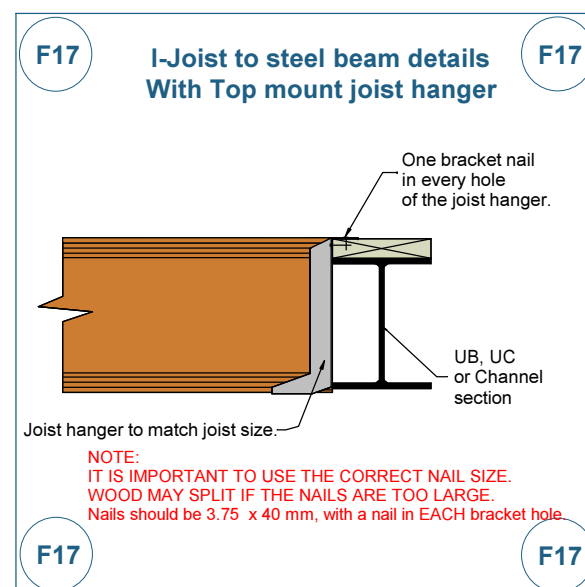 F17
I-Joist to steel beam details
With Top mount joist hanger
F17
One bracket nail
in every hole
of the joist hanger.
UB, UC
or Channel
section
Joist hanger to match joist size.
NOTE:
IT IS IMPORTANT TO USE THE CORRECT NAIL SIZE.
WOOD MAY SPLIT IF THE NAILS ARE TOO LARGE.
Nails should be 3.75 x 40 mm, with a nail in EACH bracket hole.
F17
F17